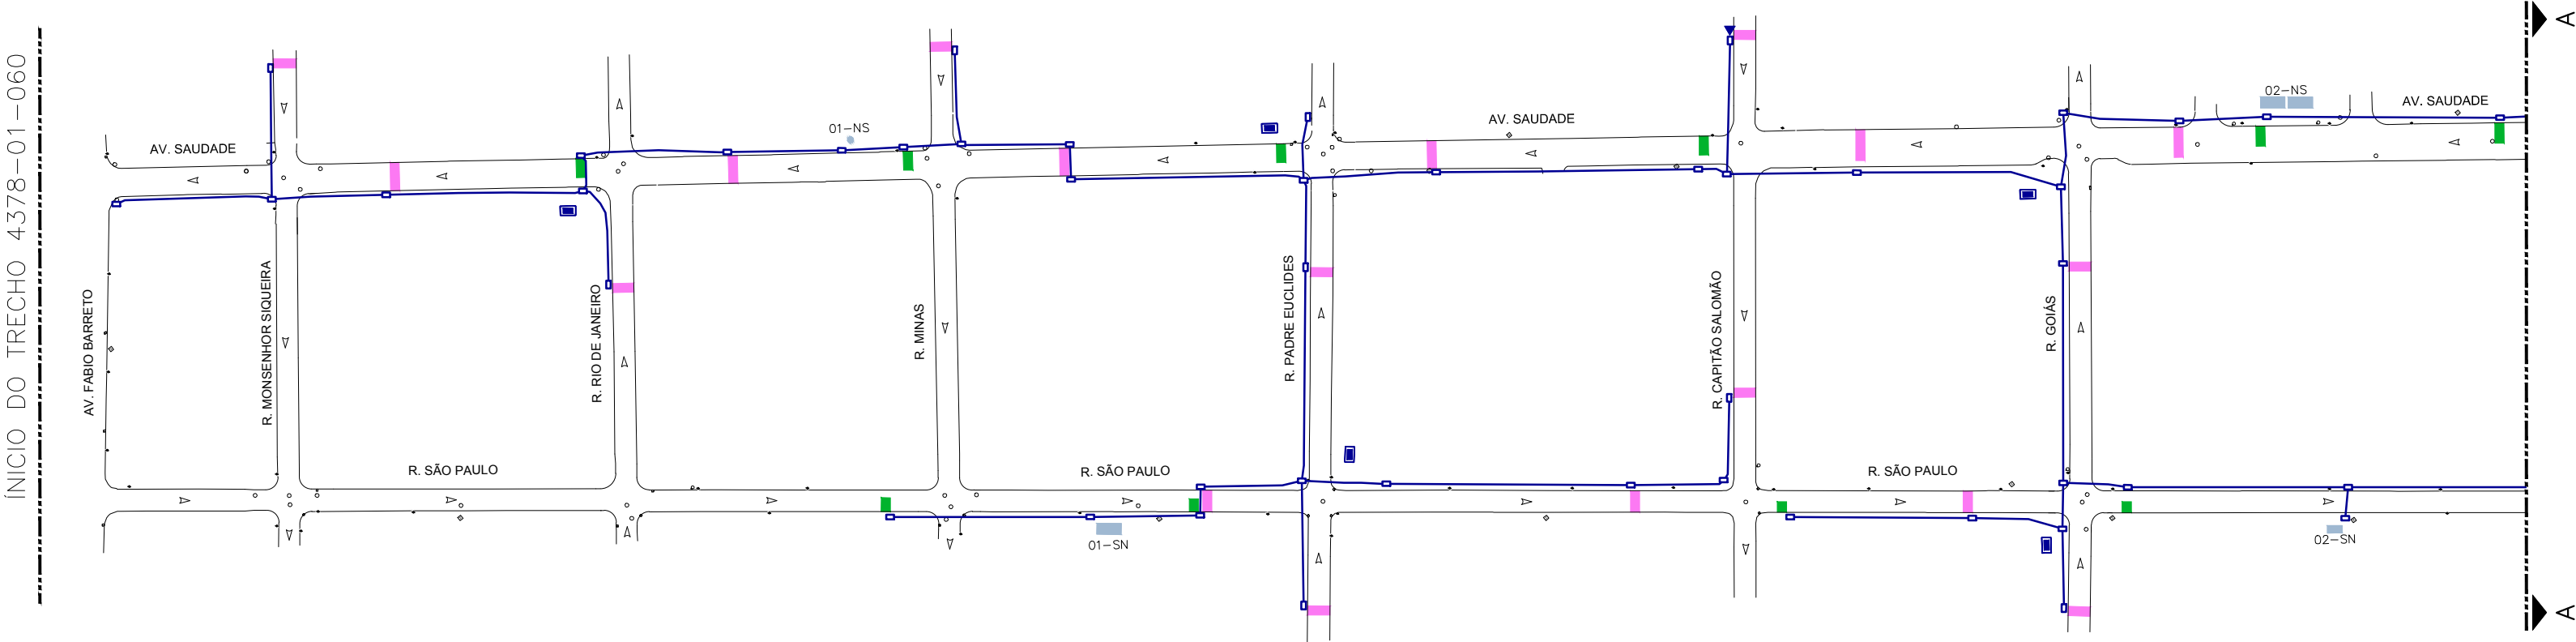 ÍNICIO DO TRECHO 4378-01-060
AV. SAUDADE
01-NS
AV. SAUDADE
02-NS
AV. SAUDADE
A
AV. FABIO BARRETO
R. MONSENHOR SIQUEIRA
R. RIO DE JANEIRO
R. MINAS
R. PADRE EUCLIDES
R. CAPITÃO SALOMÃO
R. GOIÁS
R. SÃO PAULO
R. SÃO PAULO
R. SÃO PAULO
01-SN
02-SN
A